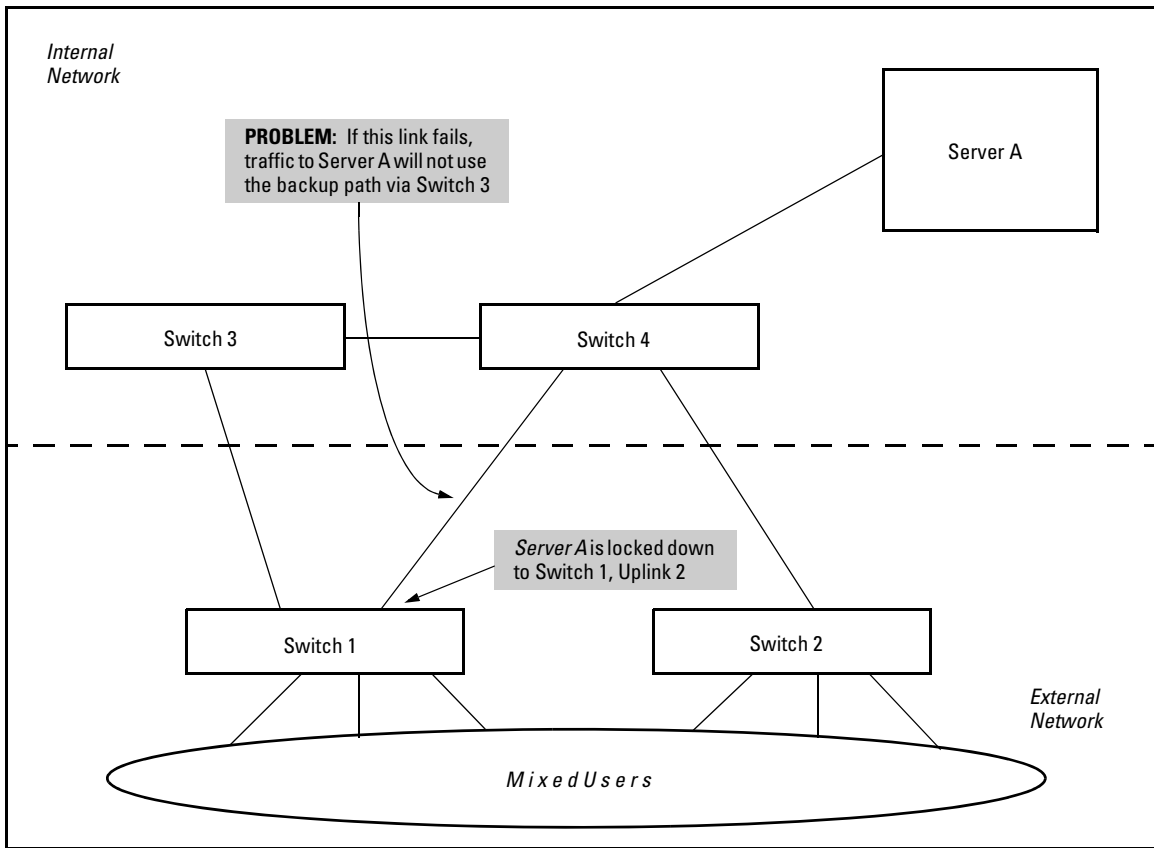 Internal
Network
PROBLEM: If this link fails,
traffic to Server A will not use
the backup path via Switch 3
Server A
Switch 3
Switch 4
Server A is locked down
to Switch 1, Uplink 2
Switch 1
Switch 2
External
Network
Mixed Users